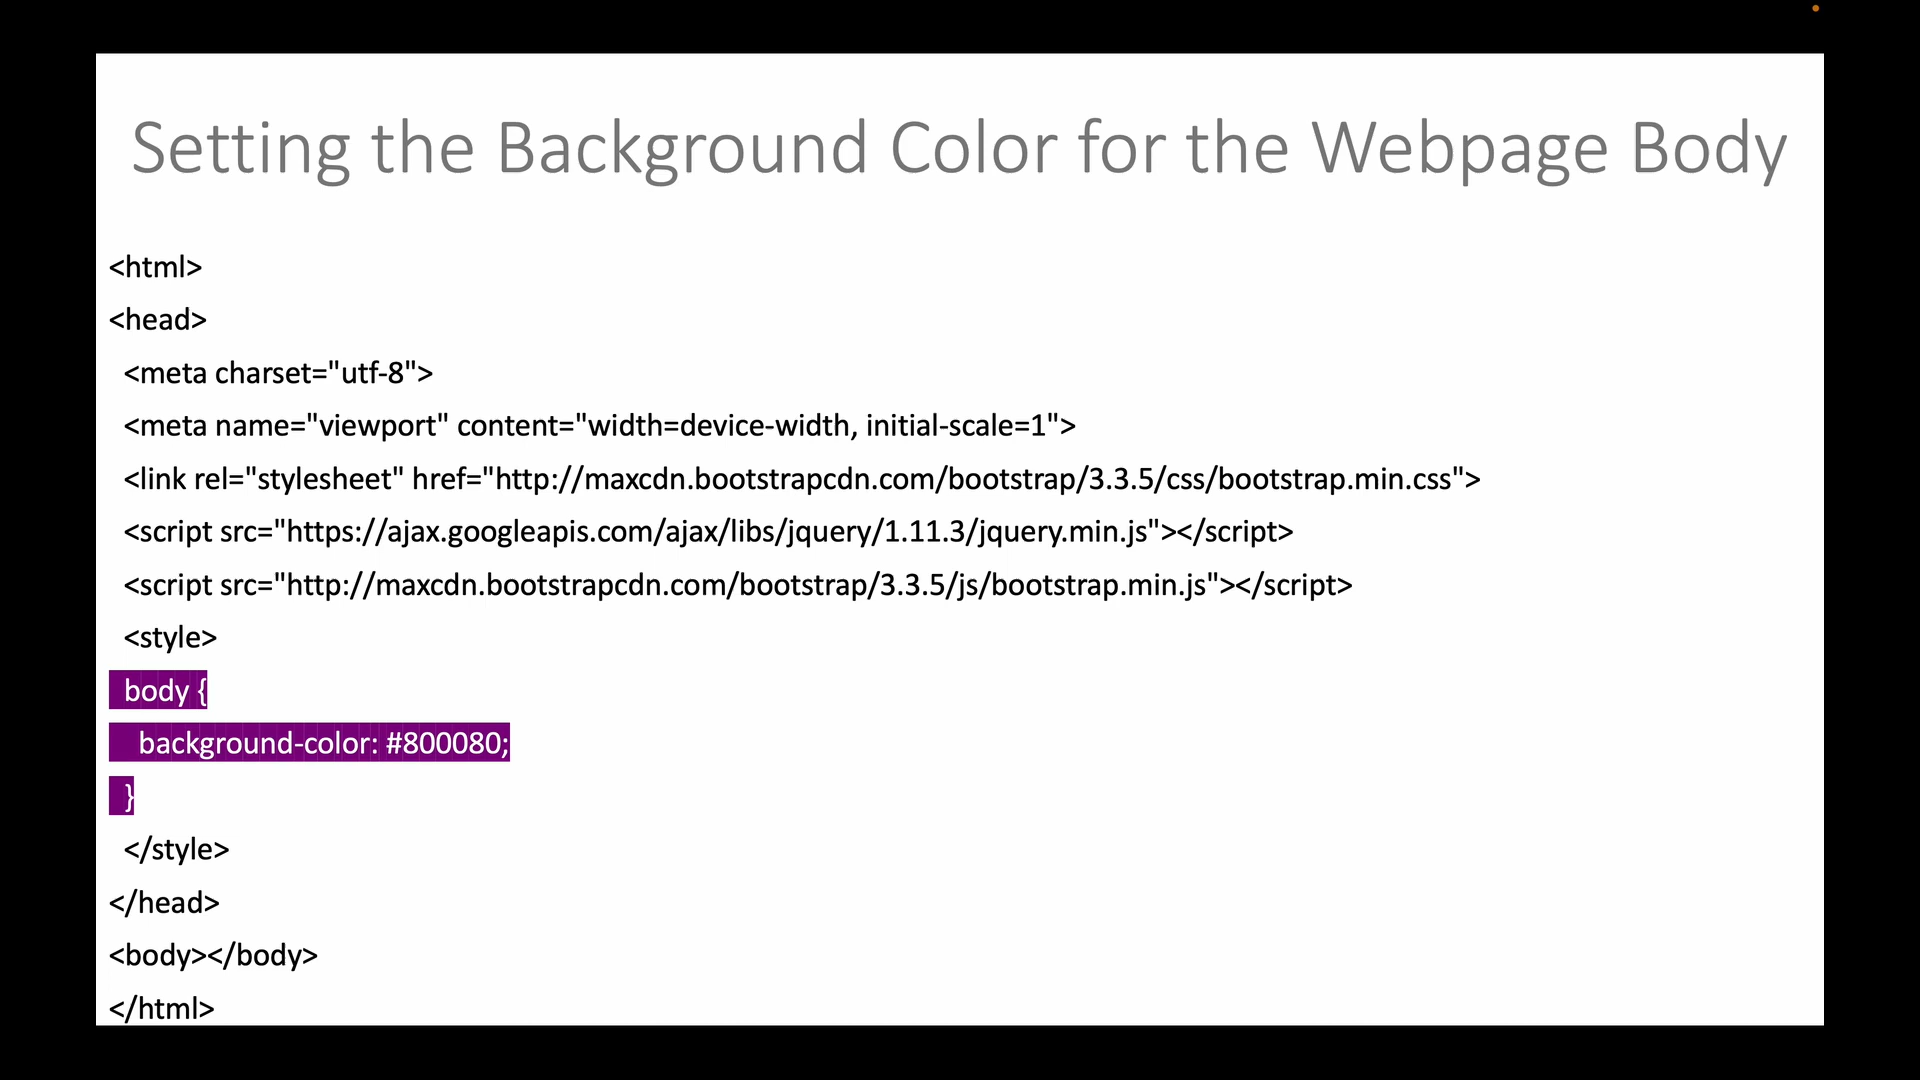 Setting the Background Color for the Webpage Body
<html>
<head>
<meta charset="utf-8">
<meta name="viewport" content="width=device-width, initial-scale=1">
<link rel="stylesheet" href="http://maxcdn.bootstrapcdn.com/bootstrap/3.3.5/css/bootstrap.min.css">
<script src="https://ajax.googleapis.com/ajax/libs/jquery/1.11.3/jquery.min.js"></script>
<script src="http://maxcdn.bootstrapcdn.com/bootstrap/3.3.5/js/bootstrap.min.js"></script>
<style>
body {
background-color: #800080;
}
</style>
</head>
<body></body>
</html>